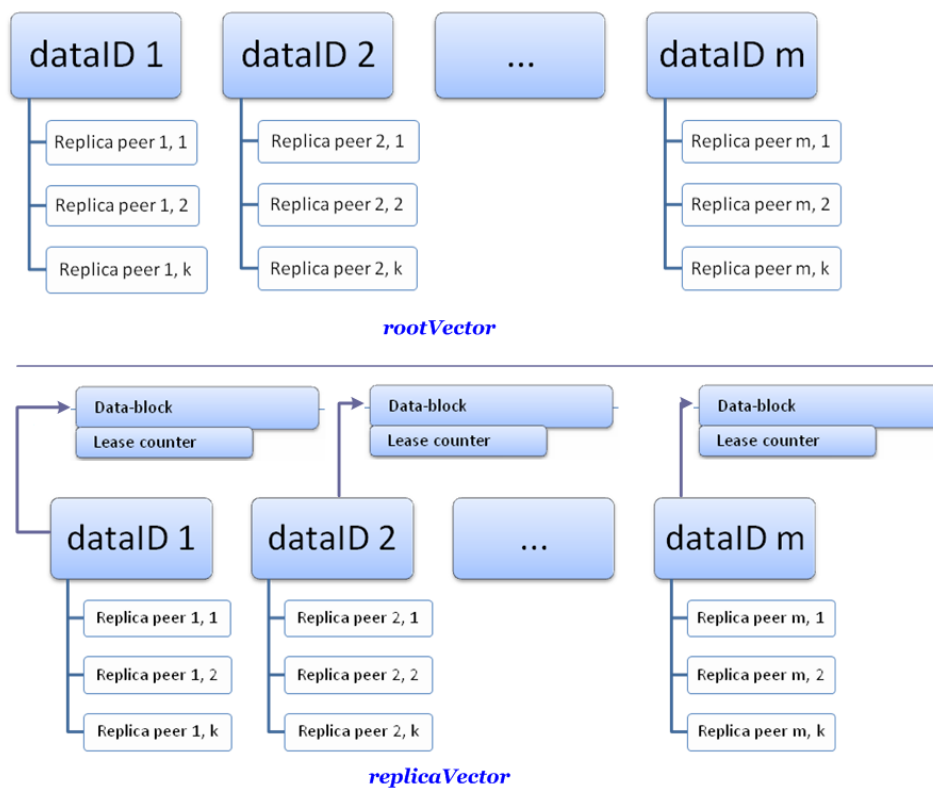 dataID 1 dataID 2 ... dataID m
Replica peer 1, 1 Replica peer 2, 1 Replica peer m, 1
Replica peer 1, 2 Replica peer 2, 2 Replica peer m, 2
Replica peer 1, k Replica peer 2, k Replica peer m, k
rootVector
Data-block Data-block Data-block
Lease counter Lease counter Lease counter
dataID 1 dataID 2 ... dataID m
Replica peer 1, 1 Replica peer 2, 1 Replica peer m, 1
Replica peer 1, 2 Replica peer 2, 2 Replica peer m, 2
Replica peer 1, k Replica peer 2, k Replica peer m, k
replicaVector